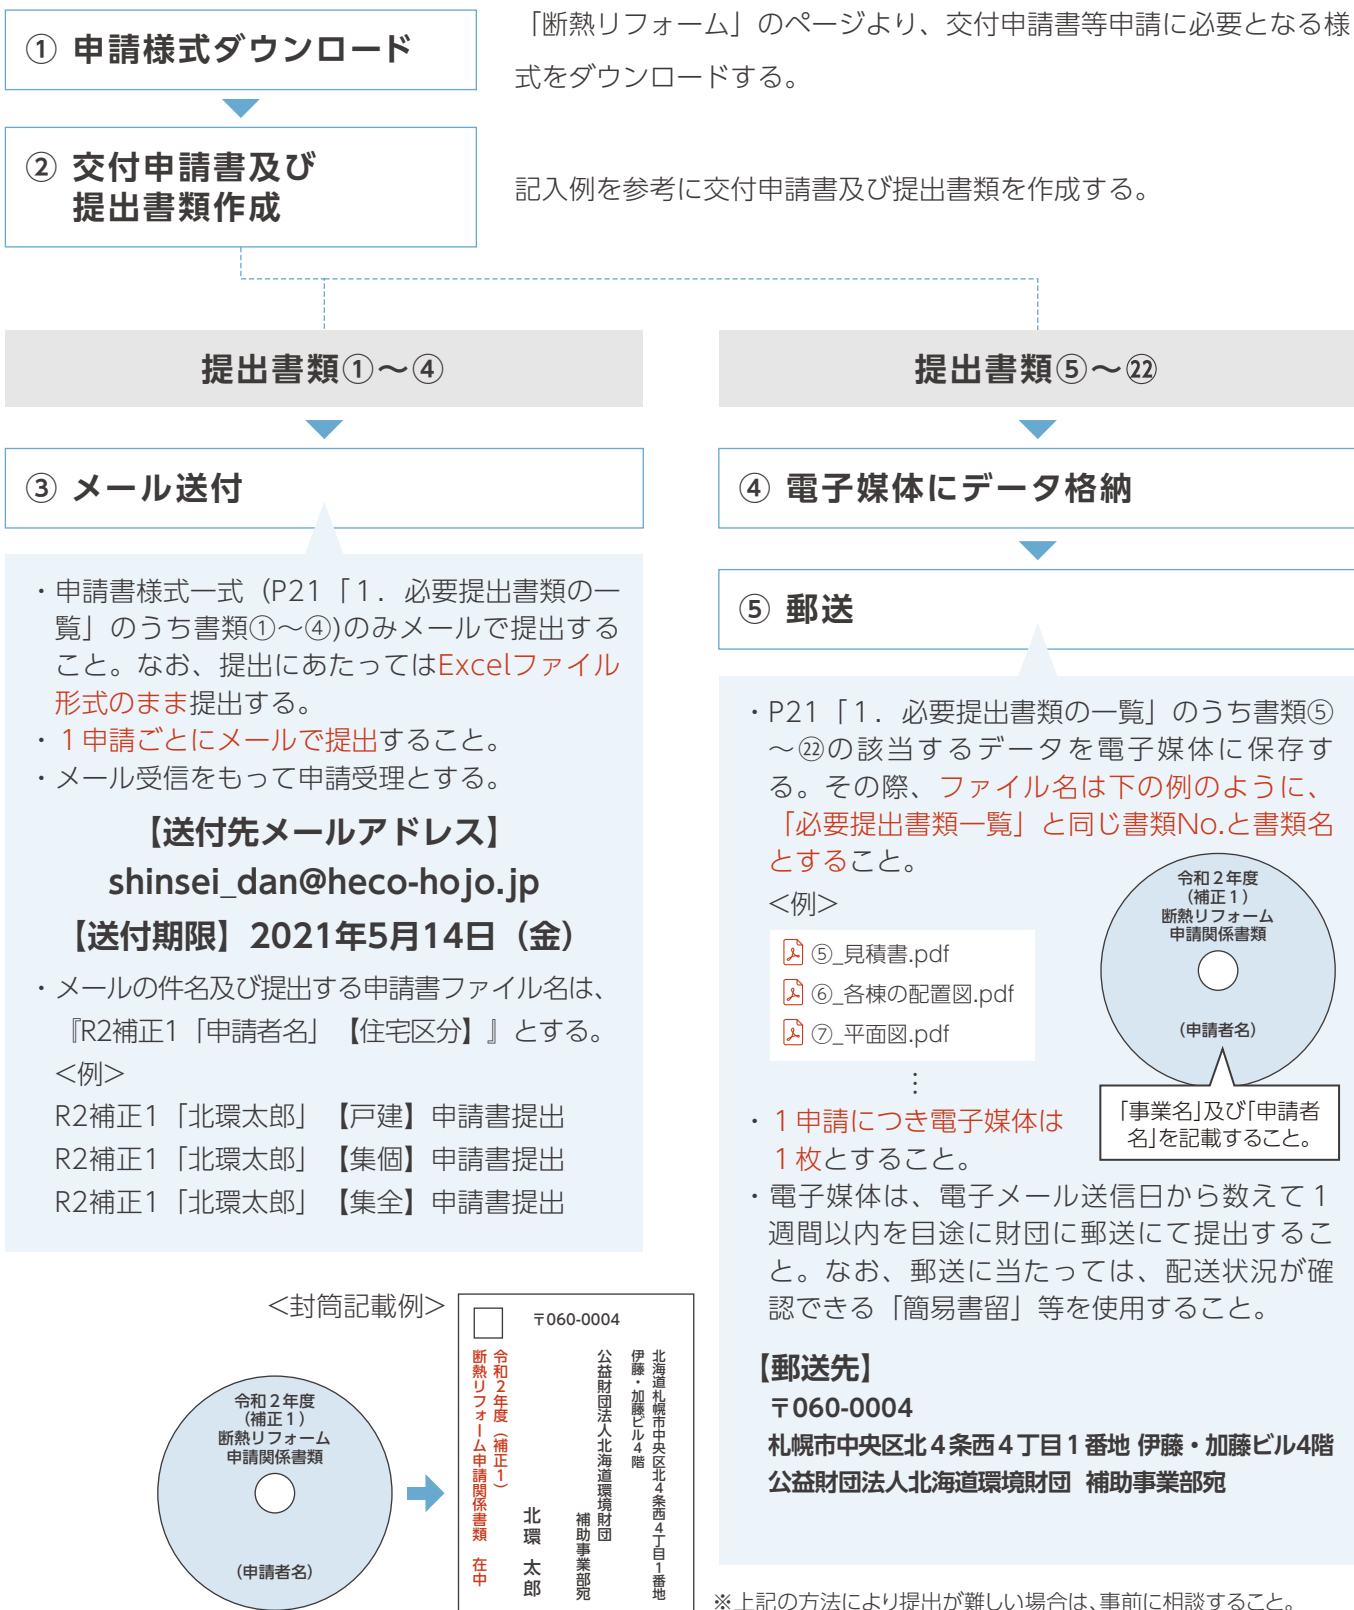 ① 申請様式ダウンロード
「断熱リフォーム」のページより、交付申請書等申請に必要となる様
式をダウンロードする。
② 交付申請書及び
提出書類作成
記入例を参考に交付申請書及び提出書類を作成する。
提出書類①〜④
③ メール送付
・申請書様式一式（P21「１．必要提出書類の一
覧」のうち書類①〜④)のみメールで提出する
こと。なお、提出にあたってはExcelファイル
形式のまま提出する。
・１申請ごとにメールで提出すること。
・メール受信をもって申請受理とする。
【送付先メールアドレス】
shinsei_dan@heco-hojo.jp
【送付期限】2021年5月14日（金）
・メールの件名及び提出する申請書ファイル名は、
『R2補正1「申請者名」【住宅区分】』とする。
＜例＞
R2補正1「北環太郎」【戸建】申請書提出
R2補正1「北環太郎」【集個】申請書提出
R2補正1「北環太郎」【集全】申請書提出
提出書類⑤〜㉒
④ 電子媒体にデータ格納
⑤ 郵送
・P21「１．必要提出書類の一覧」のうち書類⑤
〜㉒の該当するデータを電子媒体に保存す
る。その際、ファイル名は下の例のように、
「必要提出書類一覧」と同じ書類No.と書類名
とすること。
＜例＞
⑤_見積書.pdf
⑥_各棟の配置図.pdf
⑦_平面図.pdf
⋮
令和２年度
（補正１）
断熱リフォーム
申請関係書類
（申請者名）
「事業名」及び「申請者
名」を記載すること。
・１申請につき電子媒体は
１枚とすること。
・電子媒体は、電子メール送信日から数えて１
週間以内を目途に財団に郵送にて提出するこ
と。なお、郵送に当たっては、配送状況が確
認できる「簡易書留」等を使用すること。
【郵送先】
〒060-0004
札幌市中央区北４条西４丁目１番地 伊藤・加藤ビル4階
公益財団法人北海道環境財団 補助事業部宛
＜封筒記載例＞
令和２年度
（補正１）
断熱リフォーム
申請関係書類
（申請者名）
〒060-0004
北海道札幌市中央区北４条西４丁目１番地
伊藤・加藤ビル４階
公益財団法人北海道環境財団
補助事業部宛
北環 太郎
令和２年度（補正１）
断熱リフォーム申請関係書類 在中
※上記の方法により提出が難しい場合は、事前に相談すること。